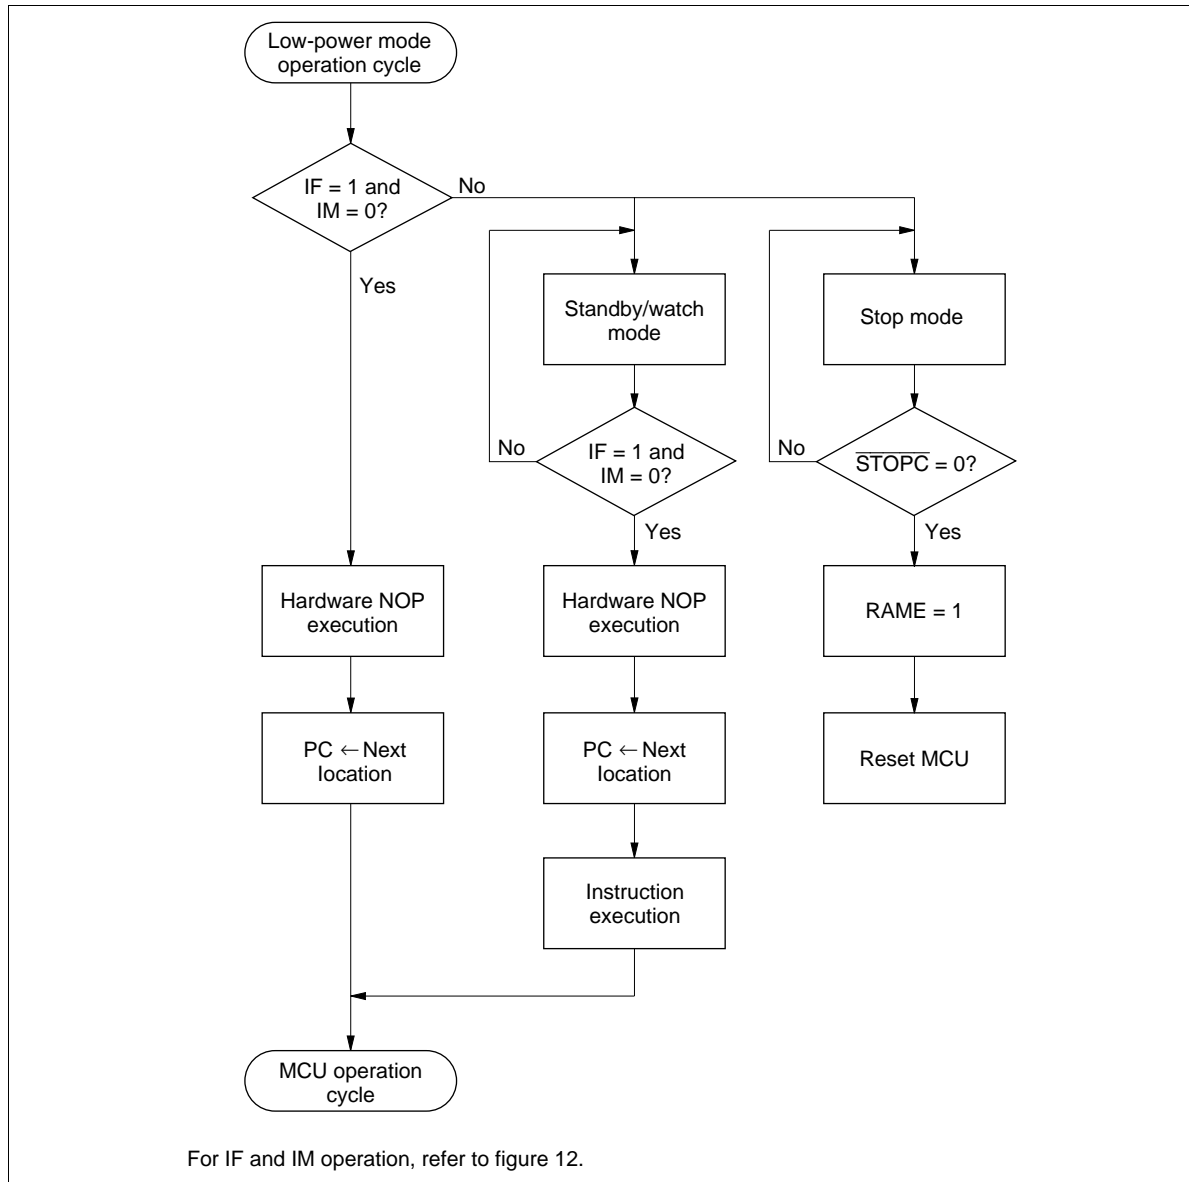 Low-power mode
operation cycle
IF = 1 and
IM = 0?
No
Yes
Standby/watch
mode
Stop mode
No
IF = 1 and
IM = 0?
Yes
No
S̅T̅O̅P̅C̅ = 0?
Yes
Hardware NOP
execution
Hardware NOP
execution
RAME = 1
PC ← Next
location
PC ← Next
location
Reset MCU
Instruction
execution
MCU operation
cycle
For IF and IM operation, refer to figure 12.